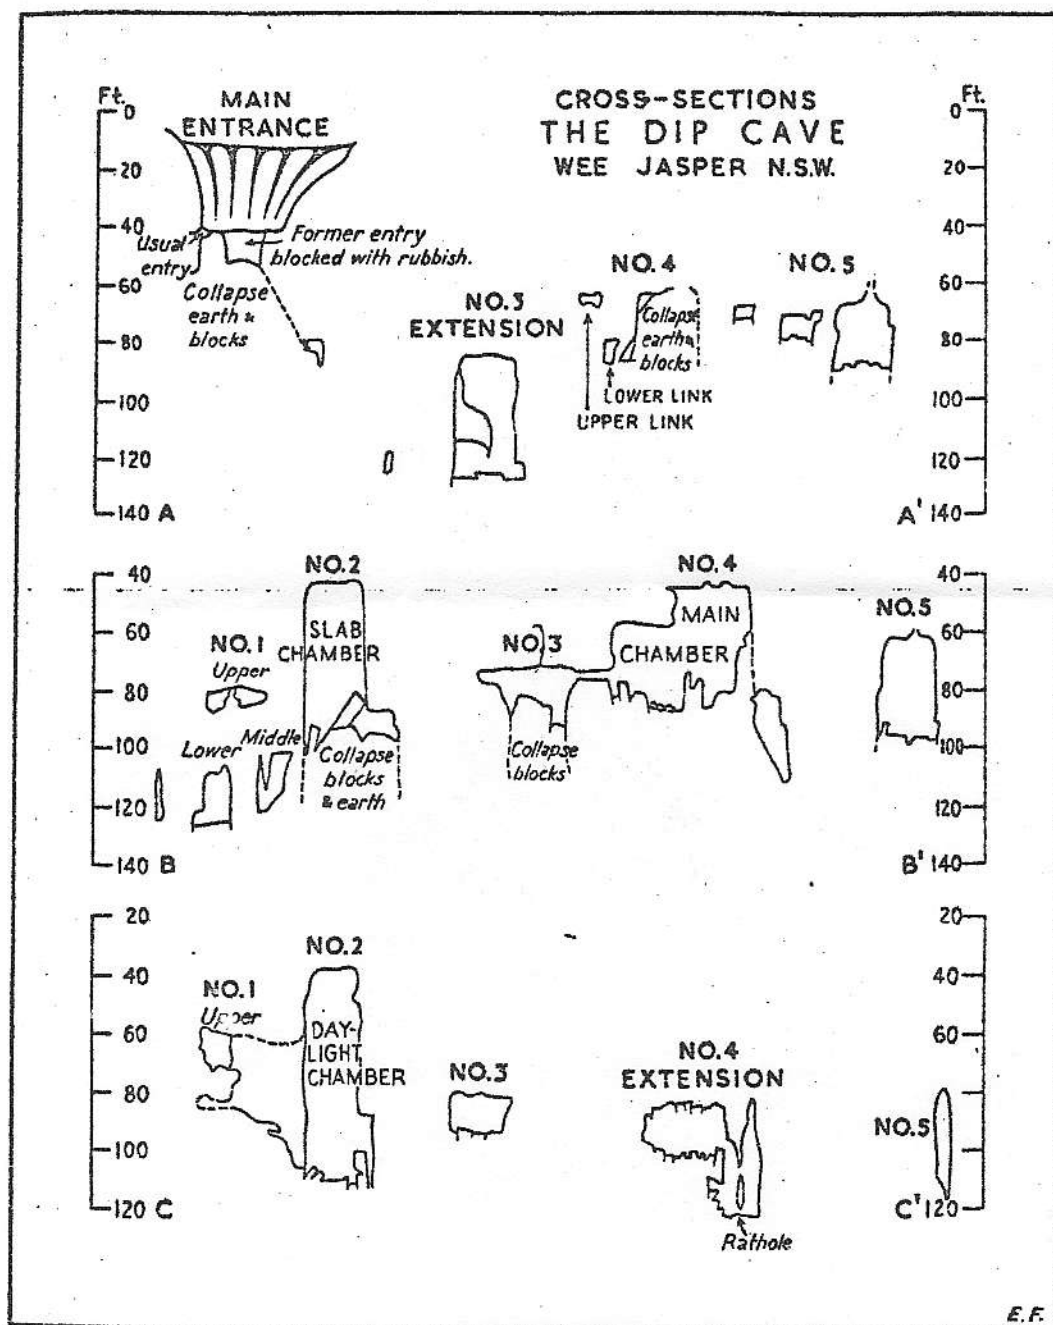 CROSS-SECTIONS
THE DIP CAVE
WEE JASPER N.S.W.
Ft.
0
20
40
60
80
100
120
140 A
MAIN
ENTRANCE
Usual
entry
Former entry
blocked with rubbish.
Collapse
earth &
blocks
NO.3
EXTENSION
NO.4
Collapse
earth &
blocks
LOWER LINK
UPPER LINK
NO.5
Ft.
0
20
40
60
80
100
120
A' 140
40
60
80
100
120
140 B
NO.1
Upper
Lower
Middle
NO.2
SLAB
CHAMBER
Collapse
blocks
& earth
NO.3
Collapse
blocks
NO.4
MAIN
CHAMBER
NO.5
40
60
80
100
120
B' 140
20
40
60
80
100
120 C
NO.1
Upper
NO.2
DAY-
LIGHT
CHAMBER
NO.3
NO.4
EXTENSION
Rathole
NO.5
20
40
60
C' 120
E.F.